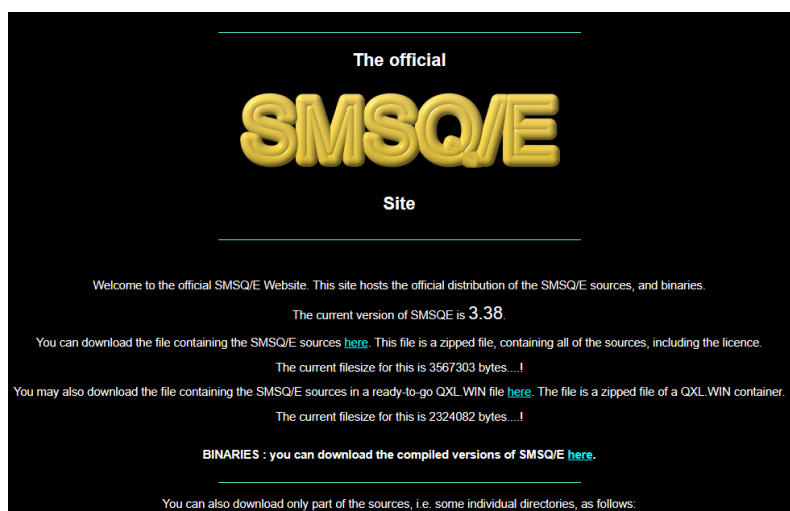 The official
SMSQ/E
Site
Welcome to the official SMSQ/E Website. This site hosts the official distribution of the SMSQ/E sources, and binaries.
The current version of SMSQE is 3.38.
You can download the file containing the SMSQ/E sources here. This file is a zipped file, containing all of the sources, including the licence.
The current filesize for this is 3567303 bytes....!
You may also download the file containing the SMSQ/E sources in a ready-to-go QXL.WIN file here. The file is a zipped file of a QXL.WIN container.
The current filesize for this is 2324082 bytes....!
BINARIES : you can download the compiled versions of SMSQ/E here.
You can also download only part of the sources, i.e. some individual directories, as follows: